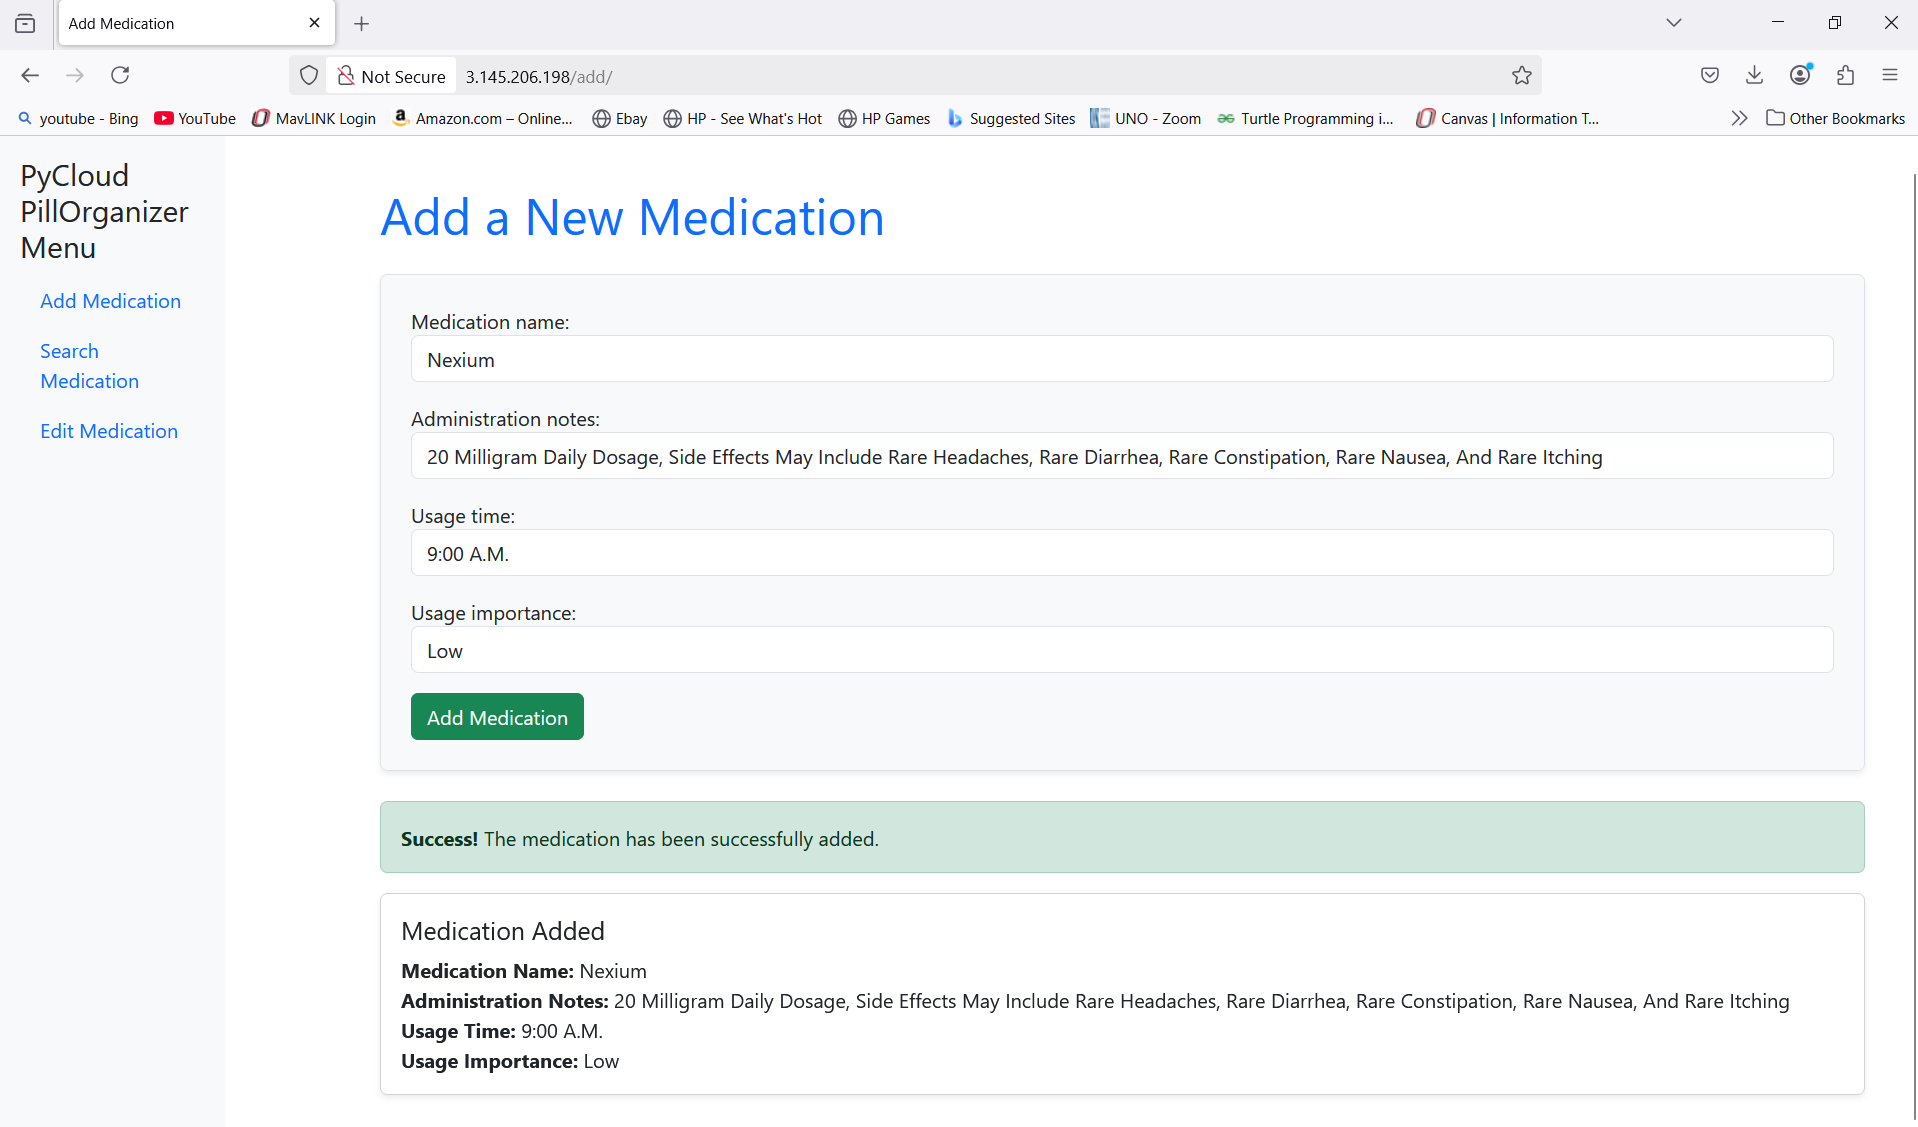 Add Medication
Not Secure 3.145.206.198/add/
youtube - Bing YouTube MavLINK Login Amazon.com – Online... Ebay HP - See What's Hot HP Games Suggested Sites UNO - Zoom Turtle Programming i... Canvas | Information T... Other Bookmarks
PyCloud
PillOrganizer
Menu
Add Medication
Search
Medication
Edit Medication
Add a New Medication
Medication name:
Nexium
Administration notes:
20 Milligram Daily Dosage, Side Effects May Include Rare Headaches, Rare Diarrhea, Rare Constipation, Rare Nausea, And Rare Itching
Usage time:
9:00 A.M.
Usage importance:
Low
Add Medication
Success! The medication has been successfully added.
Medication Added
Medication Name: Nexium
Administration Notes: 20 Milligram Daily Dosage, Side Effects May Include Rare Headaches, Rare Diarrhea, Rare Constipation, Rare Nausea, And Rare Itching
Usage Time: 9:00 A.M.
Usage Importance: Low